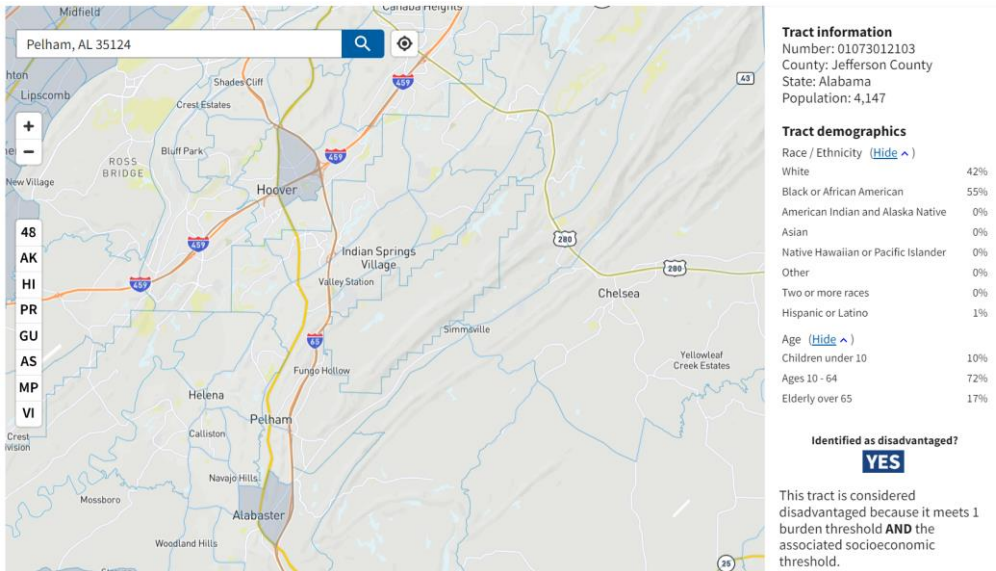 Midfield
Canaba Heights
Pelham, AL 35124
hton
Lipscomb
Shades Cliff
459
43
Crest Estates
+
−
ROSS
BRIDGE
Bluff Park
459
New Village
Hoover
48
AK
HI
PR
GU
AS
MP
VI
459
459
Indian Springs
Village
Valley Station
280
280
Chelsea
65
Simmsville
Fungo Hollow
Yellowleaf
Creek Estates
Helena
Pelham
Crest
ivision
Calliston
Navajo Hills
Mossboro
Alabaster
Woodland Hills
25
Tract information
Number: 01073012103
County: Jefferson County
State: Alabama
Population: 4,147
Tract demographics
Race / Ethnicity (Hide ^)
White 42%
Black or African American 55%
American Indian and Alaska Native 0%
Asian 0%
Native Hawaiian or Pacific Islander 0%
Other 0%
Two or more races 0%
Hispanic or Latino 1%
Age (Hide ^)
Children under 10 10%
Ages 10 - 64 72%
Elderly over 65 17%
Identified as disadvantaged?
YES
This tract is considered
disadvantaged because it meets 1
burden threshold AND the
associated socioeconomic
threshold.